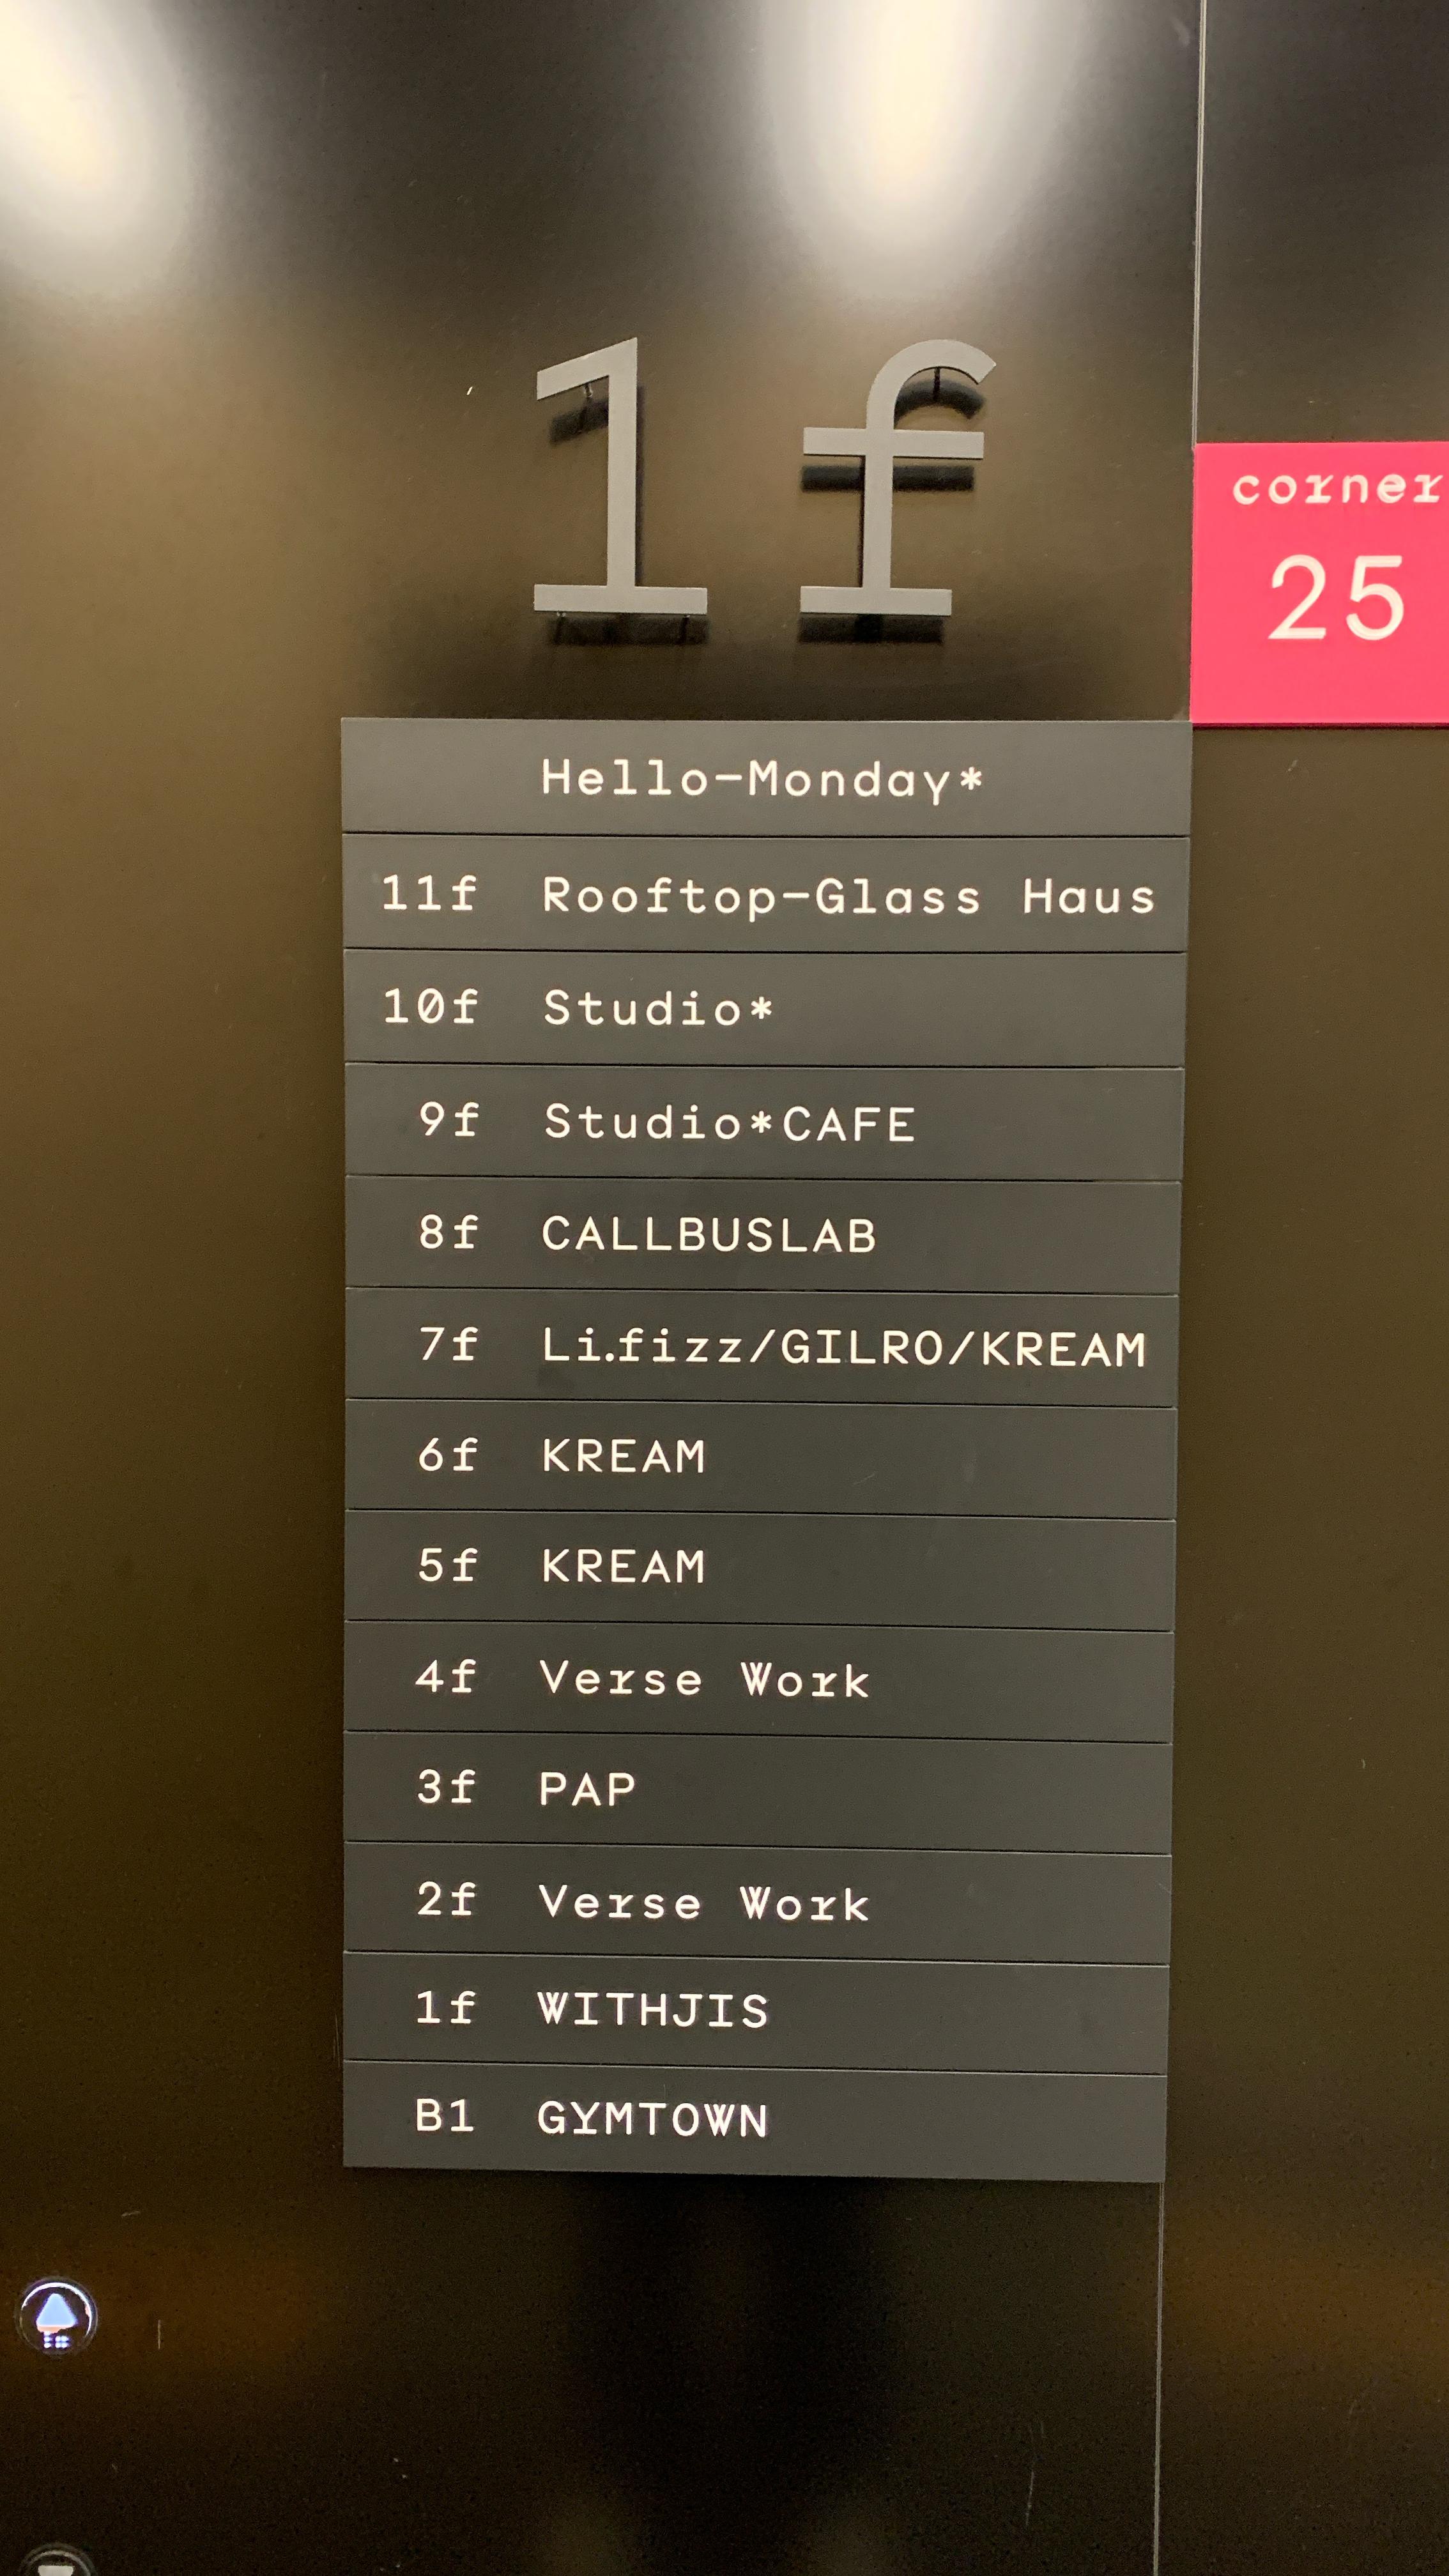 1f
corner
25
Hello-Monday*
11f Rooftop-Glass Haus
10f Studio*
9f Studio*CAFE
8f CALLBUSLAB
7f Li.fizz/GILRO/KREAM
6f KREAM
5f KREAM
4f Verse Work
3f PAP
2f Verse Work
1f WITHJIS
B1 GYMTOWN